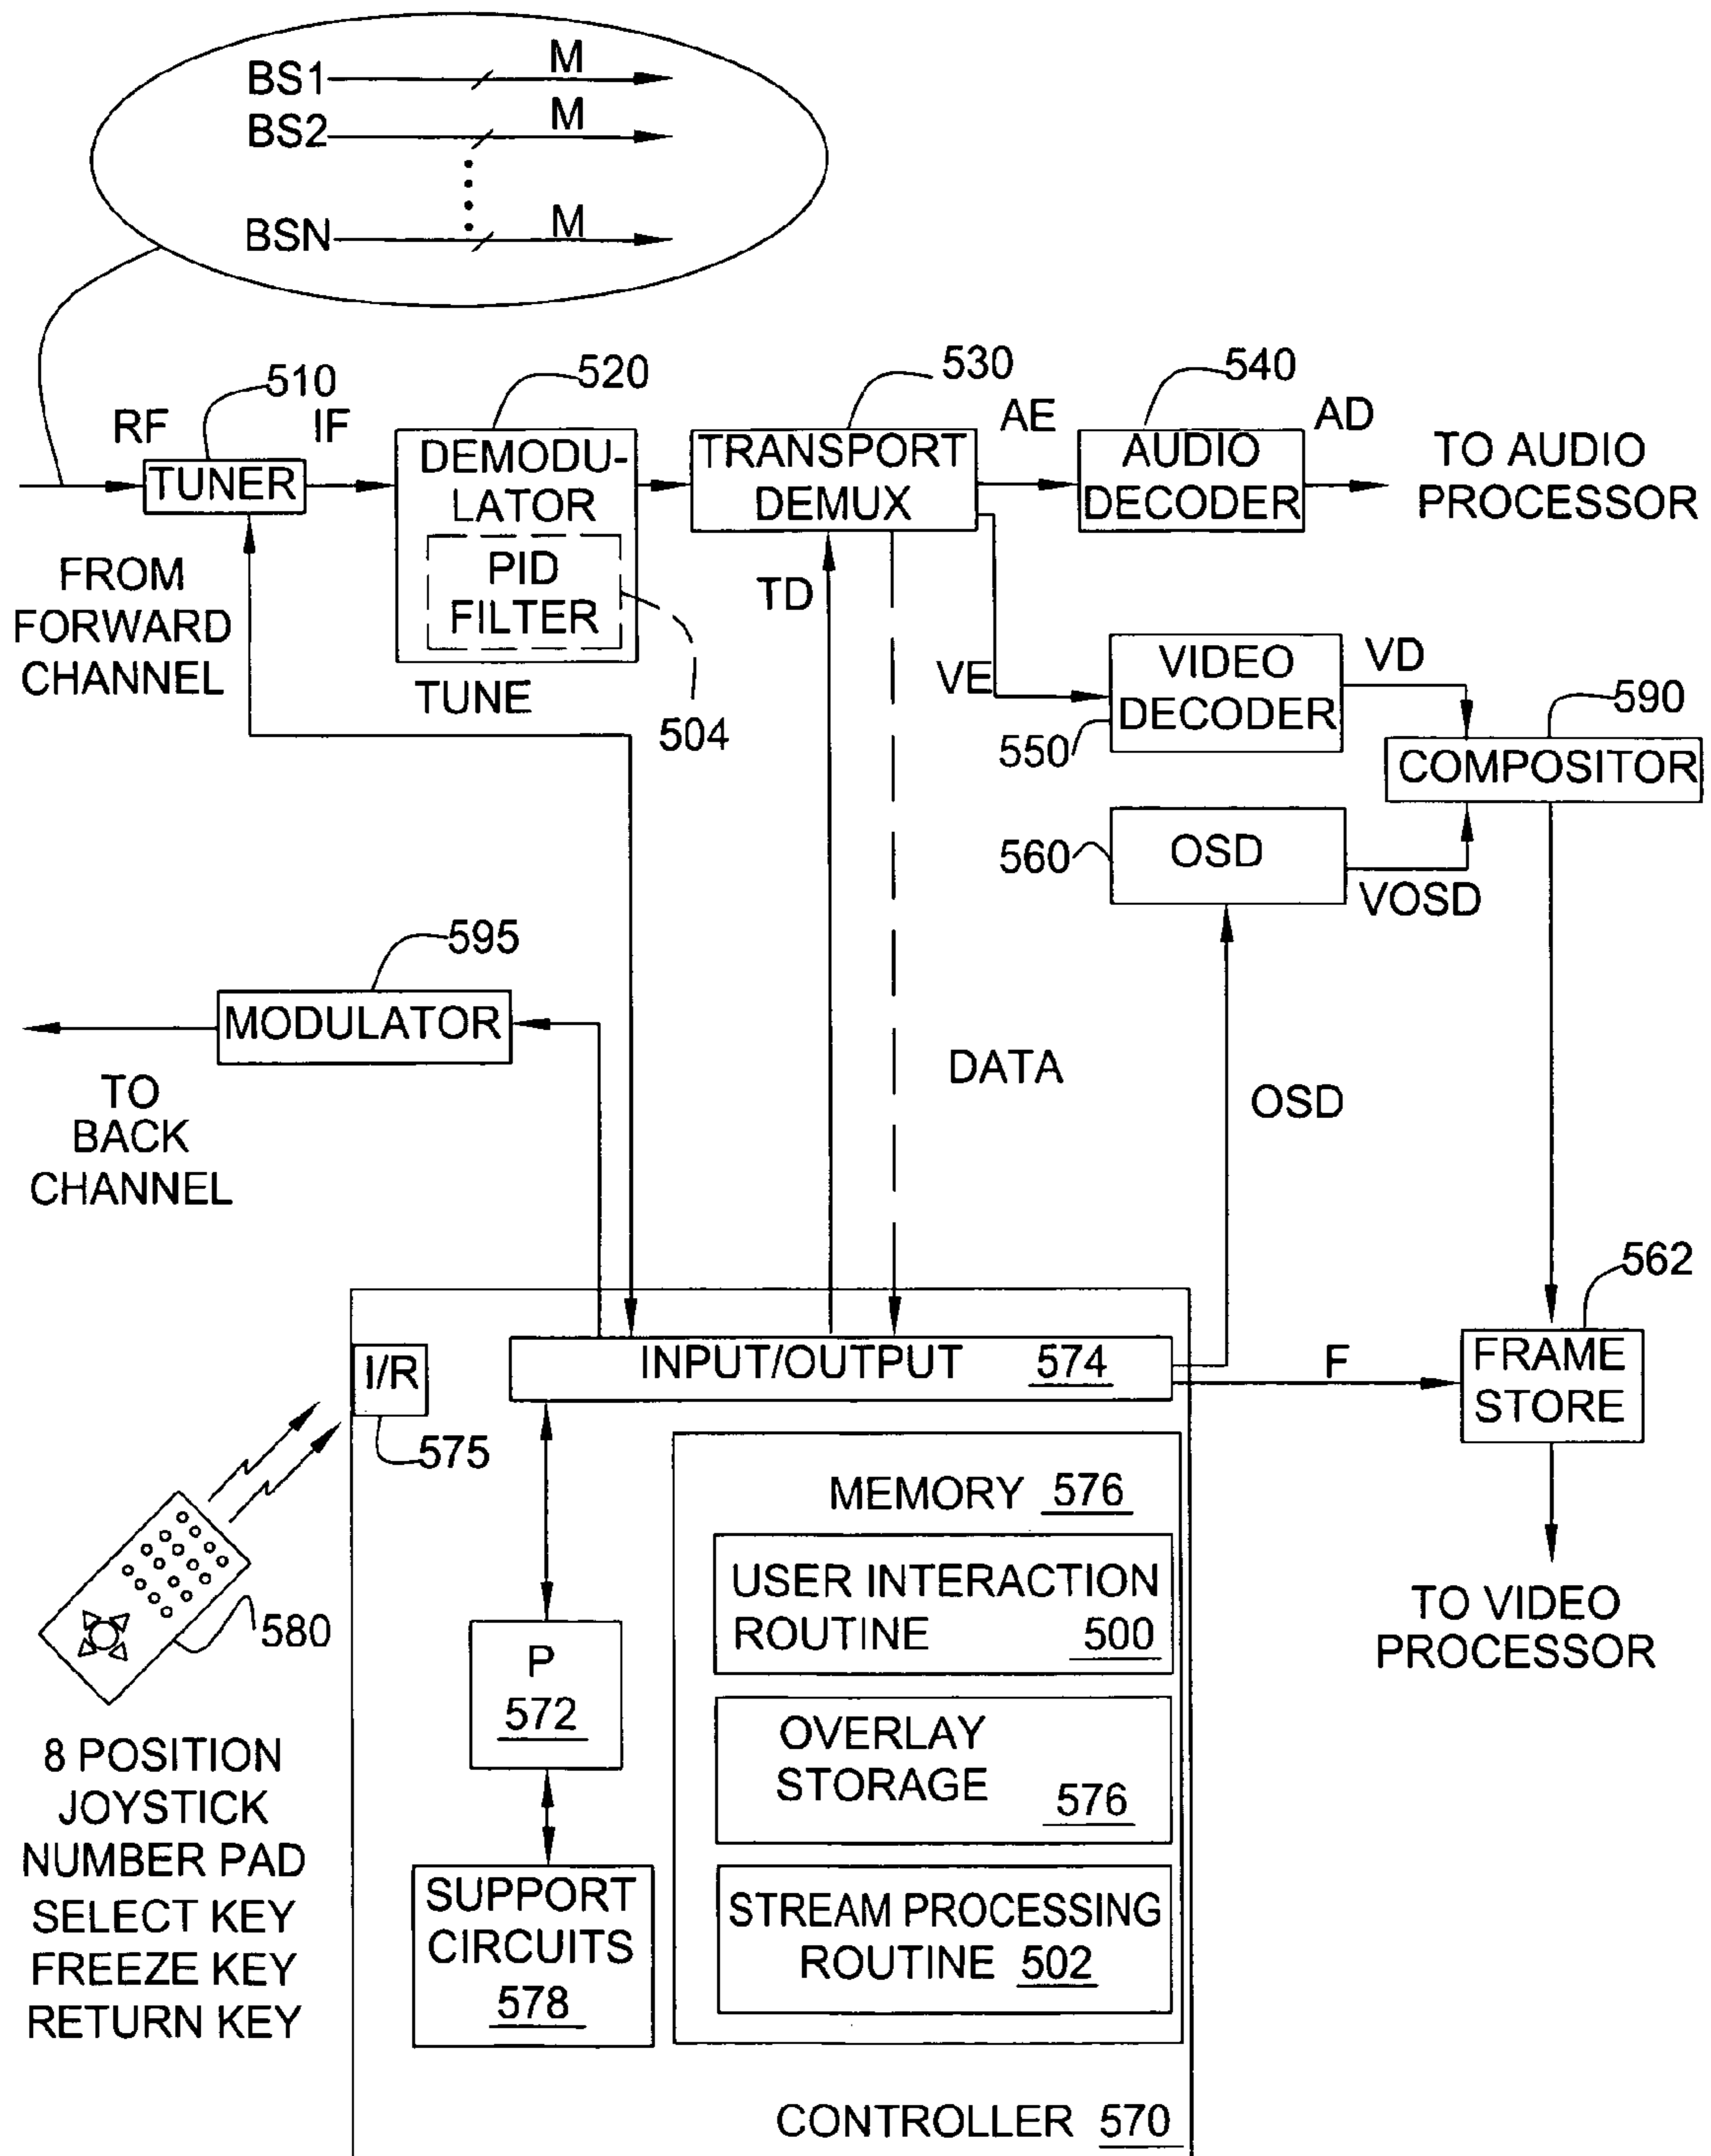 BS1 M
BS2 M
BSN M
510
520
530
540
RF
IF
AE
AD
TUNER
DEMODU-
LATOR
PID
FILTER
TRANSPORT
DEMUX
AUDIO
DECODER
TO AUDIO
PROCESSOR
FROM
FORWARD
CHANNEL
TUNE
504
TD
VE
VIDEO
DECODER
550
VD
590
COMPOSITOR
560
OSD
VOSD
595
MODULATOR
TO
BACK
CHANNEL
DATA
OSD
562
I/R
575
INPUT/OUTPUT 574
F
FRAME
STORE
MEMORY 576
USER INTERACTION
ROUTINE 500
580
P
572
TO VIDEO
PROCESSOR
OVERLAY
STORAGE 576
8 POSITION
JOYSTICK
NUMBER PAD
SELECT KEY
FREEZE KEY
RETURN KEY
SUPPORT
CIRCUITS
578
STREAM PROCESSING
ROUTINE 502
CONTROLLER 570